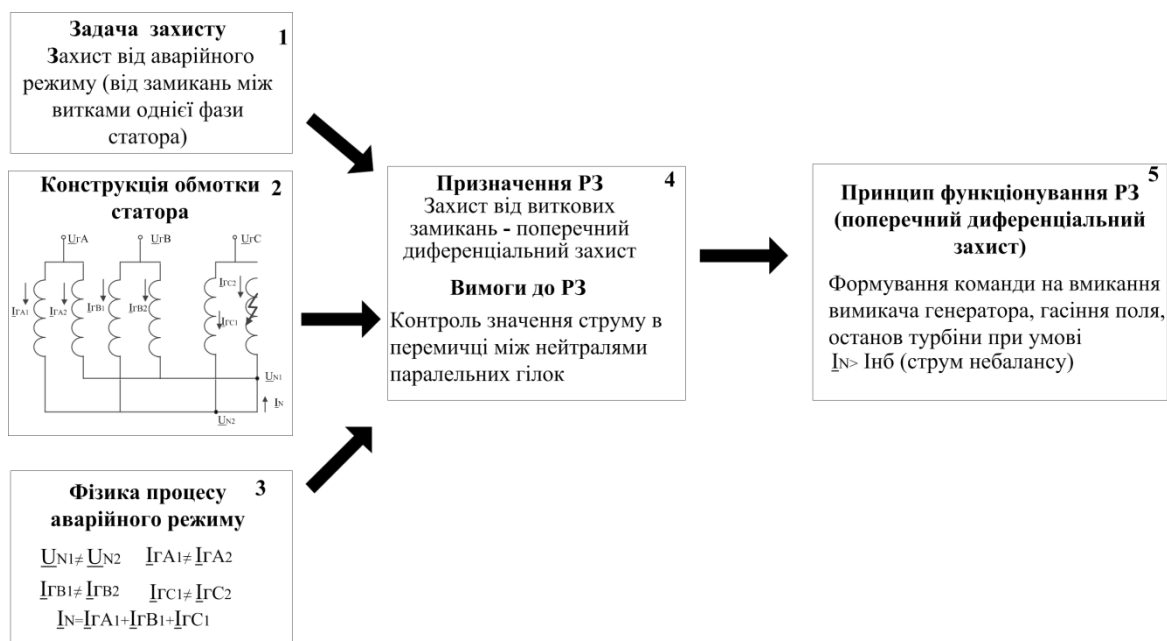 Задача захисту
1
Захист від аварійного
режиму (від замикань між
витками однієї фази
статора)
Конструкція обмотки
2
статора
UгA
UгB
UгC
IгA1
IгA2
IгB1
IгB2
IгC2
IгC1
UN1
IN
UN2
Фізика процесу
3
аварійного режиму
UN1≠ UN2 IгA1≠ IгA2
IгB1≠ IгB2 IгC1≠ IгC2
IN=IгA1+IгB1+IгC1
Призначення РЗ
4
Захист від виткових
замикань - поперечний
диференціальний захист
Вимоги до РЗ
Контроль значення струму в
перемичці між нейтралями
паралельних гілок
5
Принцип функціонування РЗ
(поперечний диференціальний
захист)
Формування команди на вмикання
вимикача генератора, гасіння поля,
останов турбіни при умові
IN> Iнб (струм небалансу)